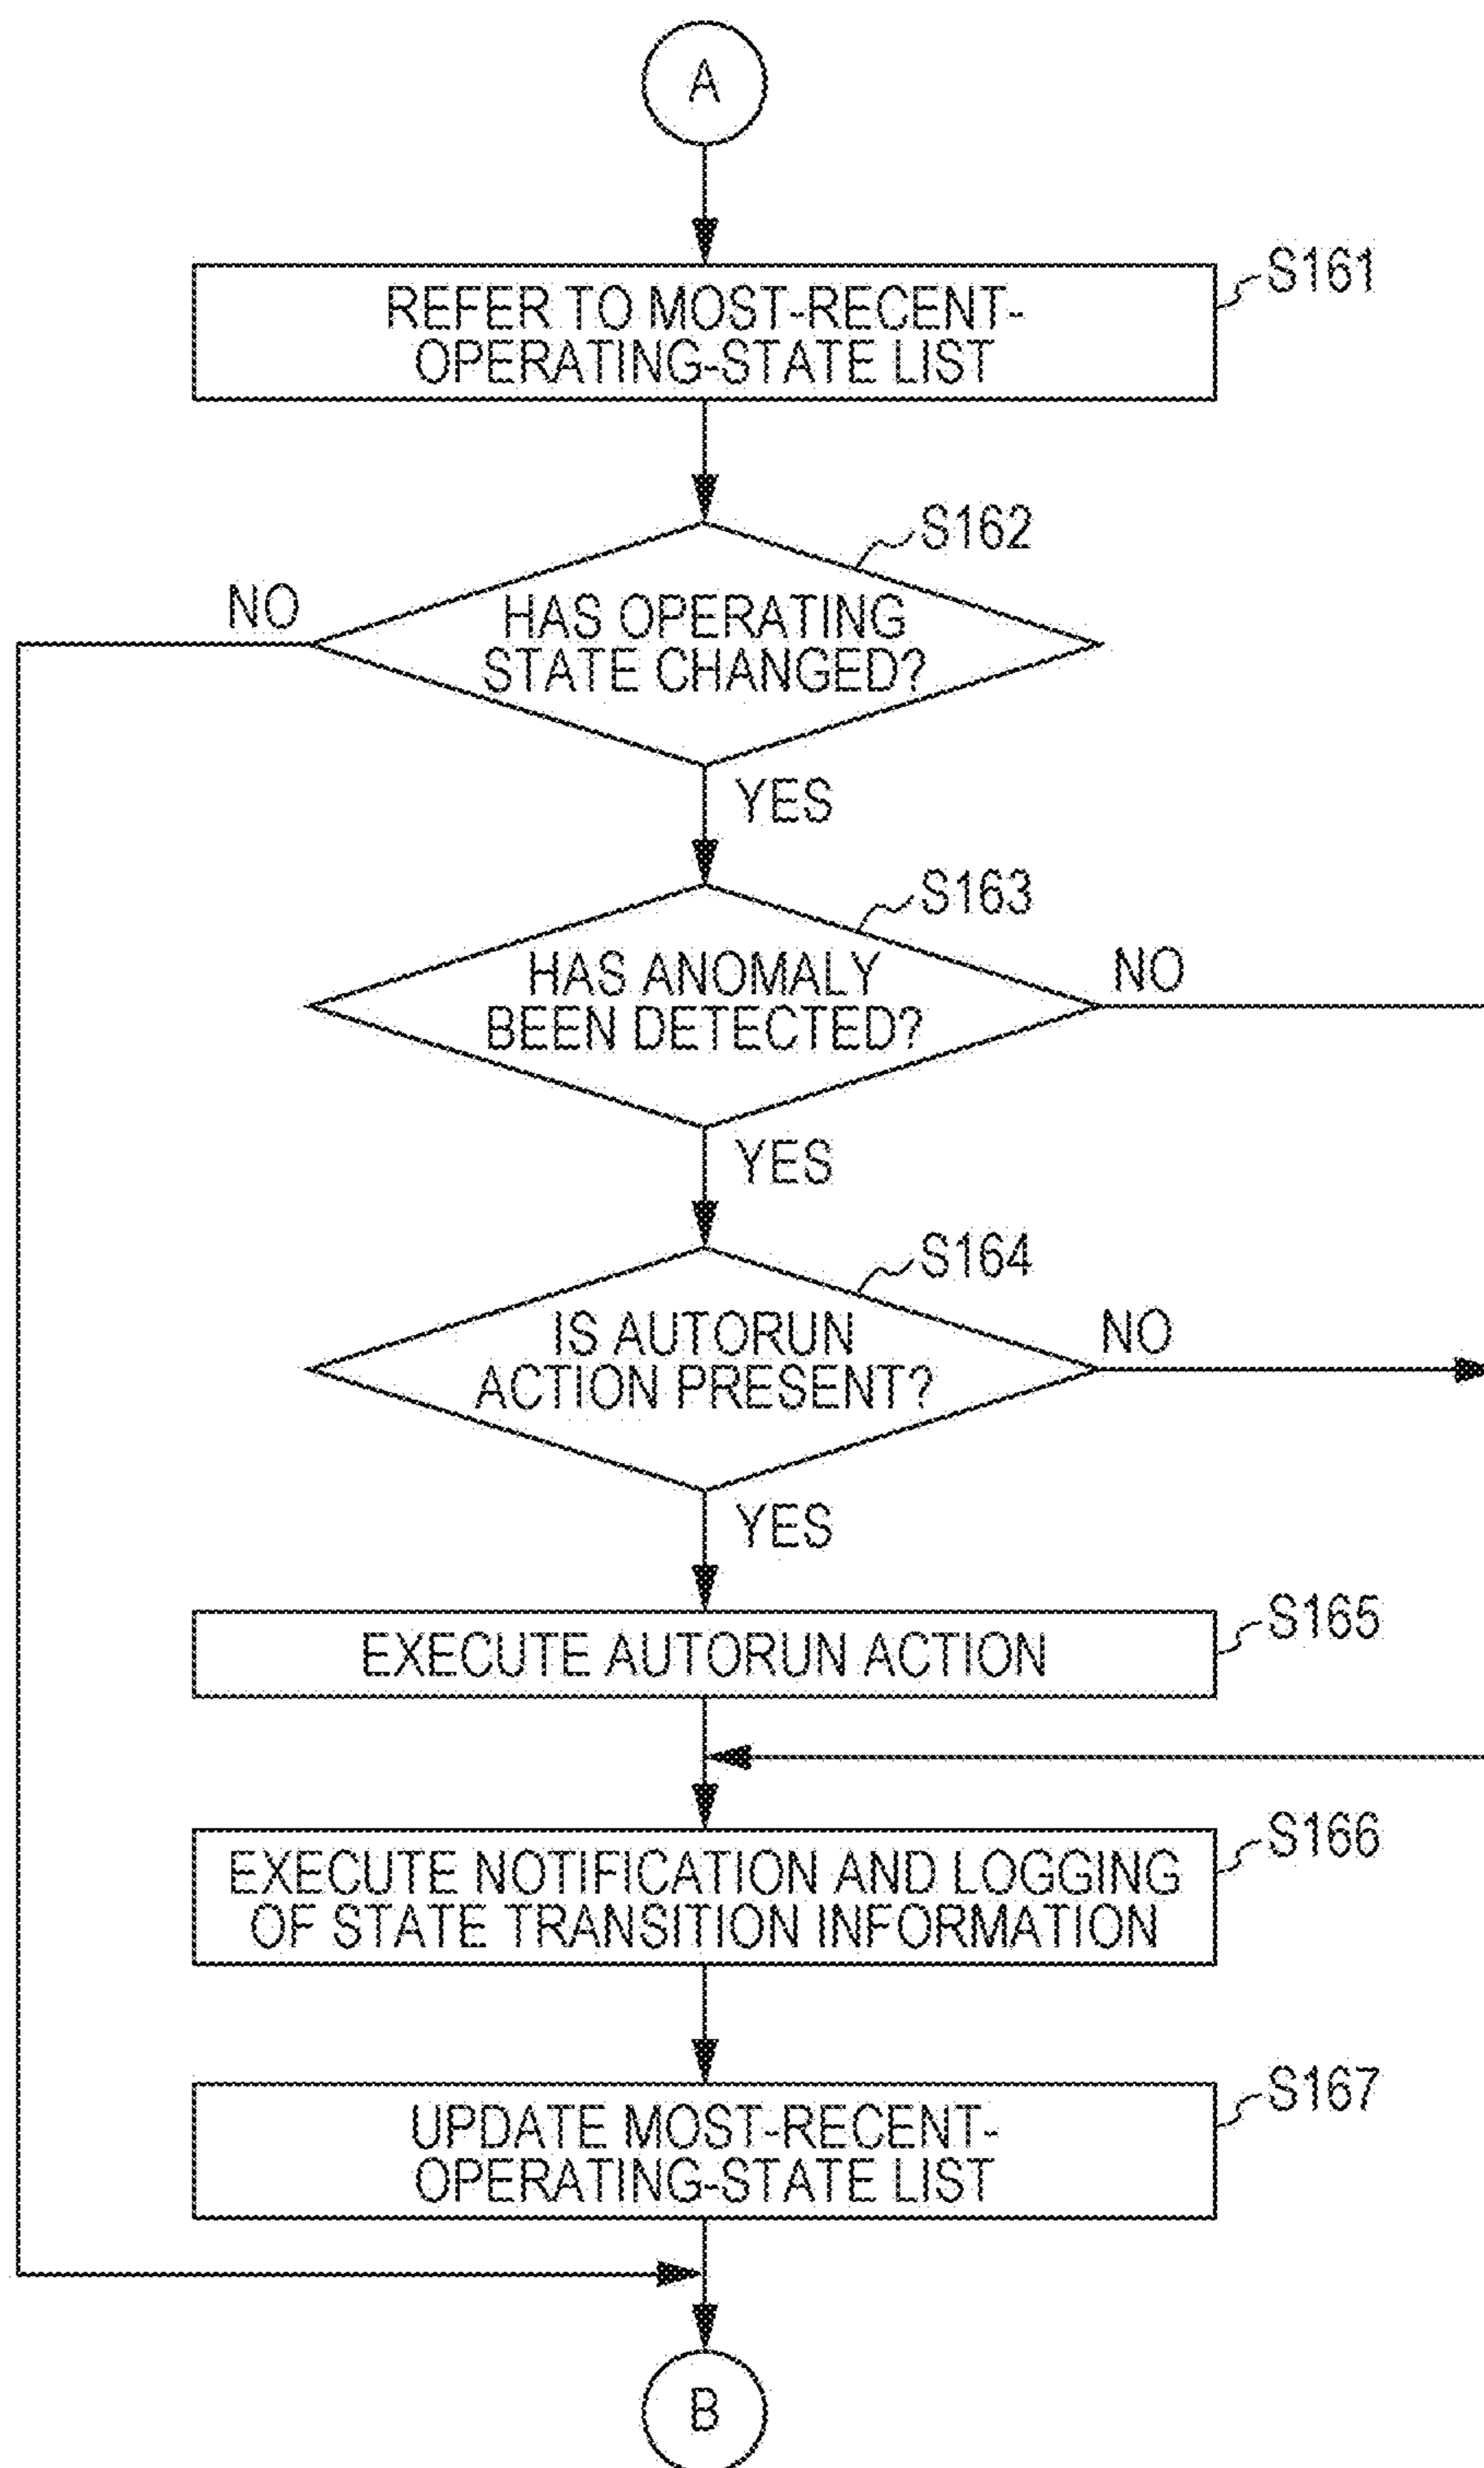 A
S161
REFER TO MOST-RECENT-
OPERATING-STATE LIST
S162
NO
HAS OPERATING
STATE CHANGED?
YES
S163
HAS ANOMALY
BEEN DETECTED?
NO
YES
S164
IS AUTORUN
ACTION PRESENT?
NO
YES
S165
EXECUTE AUTORUN ACTION
S166
EXECUTE NOTIFICATION AND LOGGING
OF STATE TRANSITION INFORMATION
S167
UPDATE MOST-RECENT-
OPERATING-STATE LIST
B